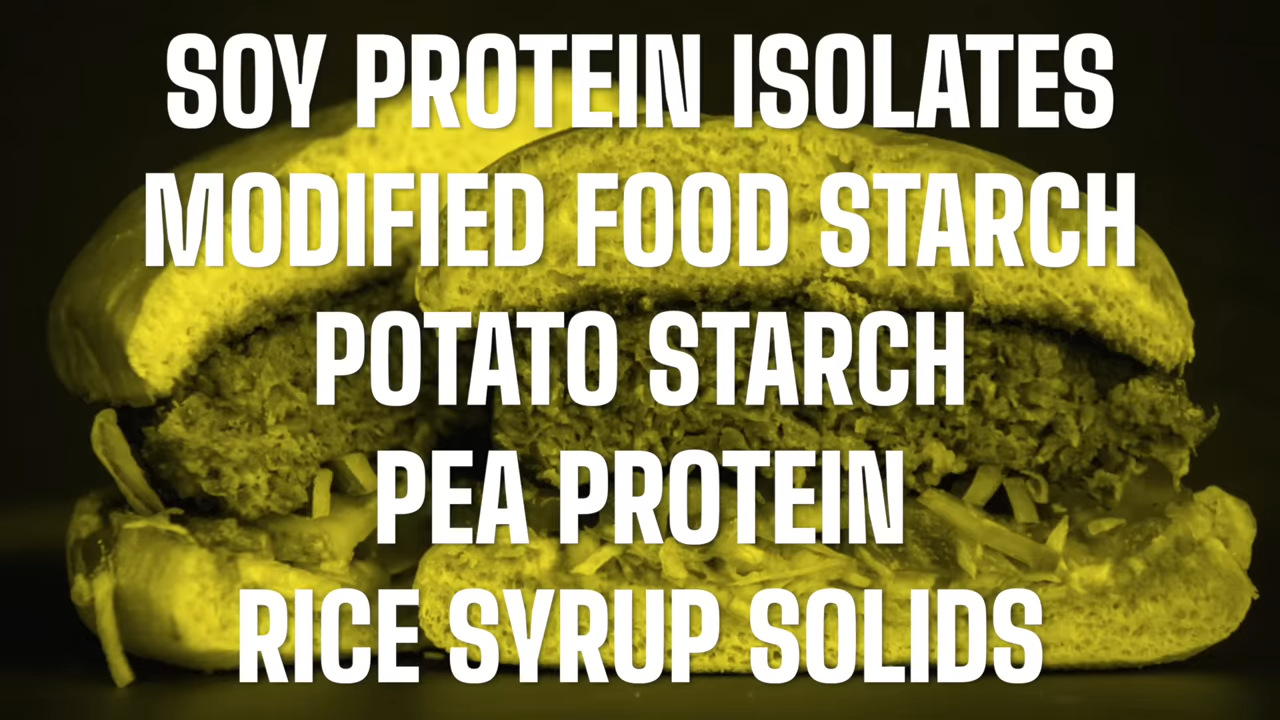 SOY PROTEIN ISOLATES
MODIFIED FOOD STARCH
POTATO STARCH
PEA PROTEIN
RICE SYRUP SOLIDS